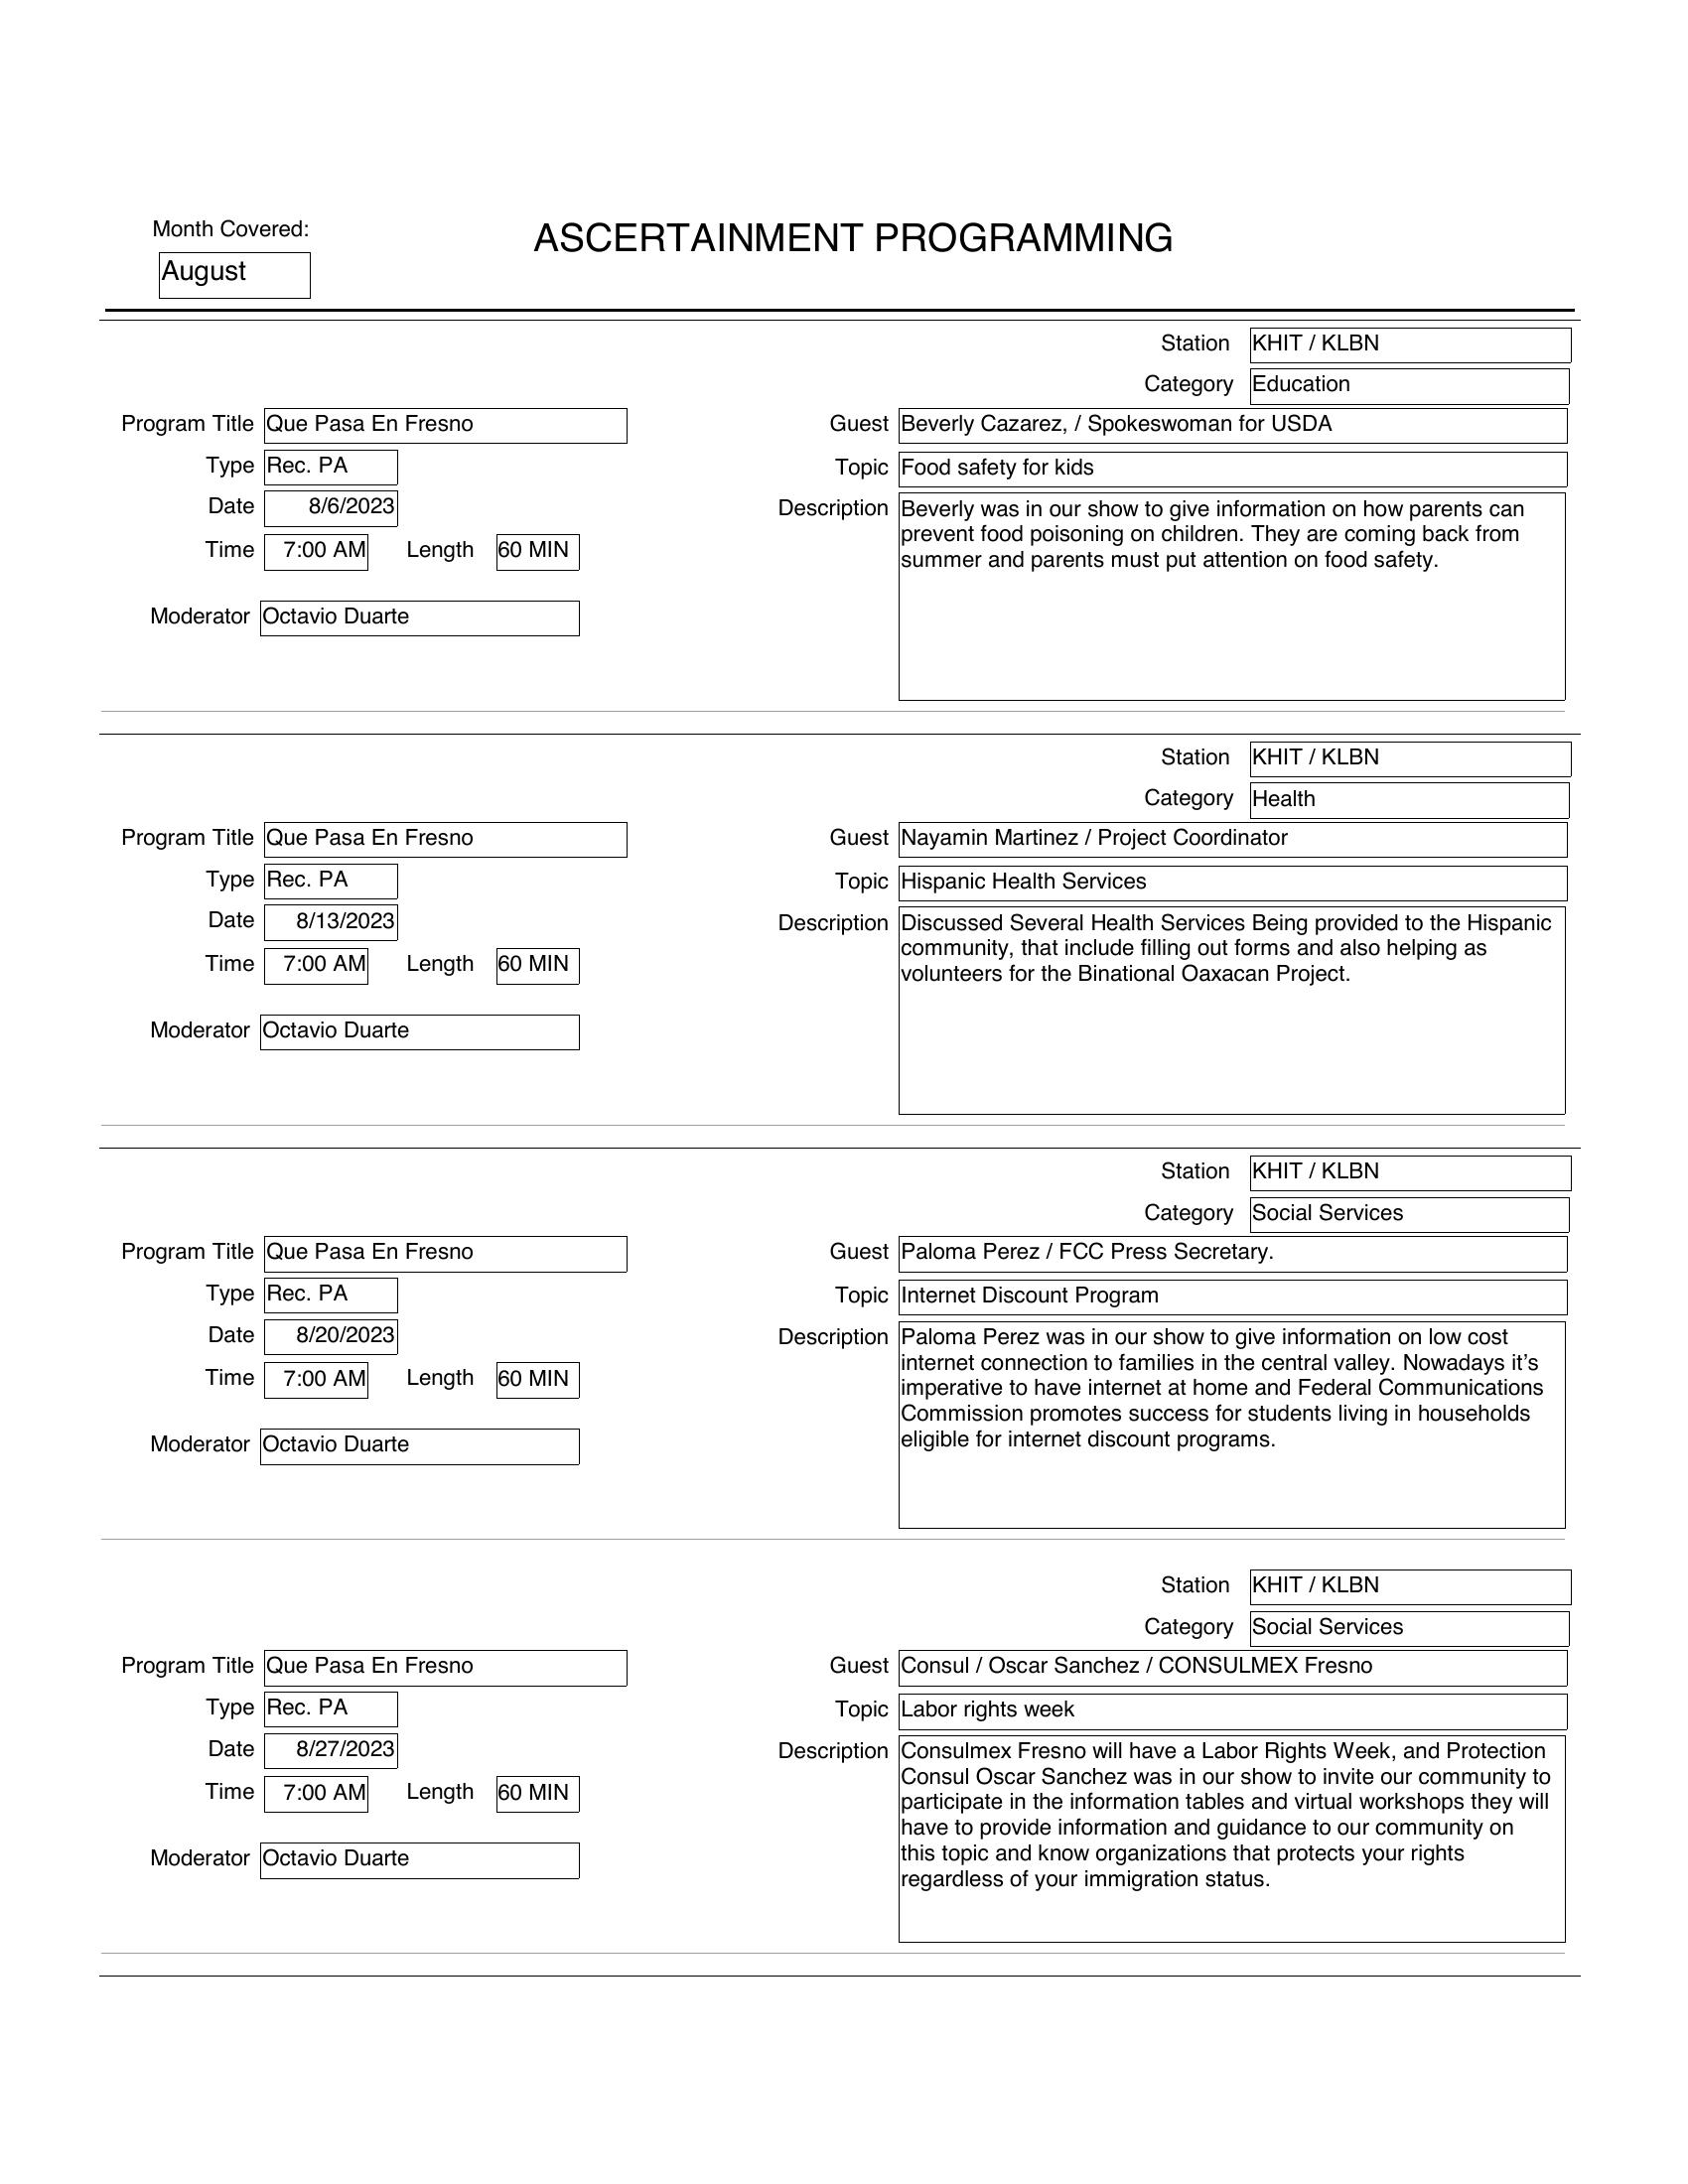 Month Covered:
ASCERTAINMENT PROGRAMMING
August
Station KHIT / KLBN
Category Education
Program Title Que Pasa En Fresno
Guest Beverly Cazarez, / Spokeswoman for USDA
Type Rec. PA
Topic Food safety for kids
Date 8/6/2023
Description Beverly was in our show to give information on how parents can
prevent food poisoning on children. They are coming back from
summer and parents must put attention on food safety.
Time 7:00 AM Length 60 MIN
Moderator Octavio Duarte
Station KHIT / KLBN
Category Health
Program Title Que Pasa En Fresno
Guest Nayamin Martinez / Project Coordinator
Type Rec. PA
Topic Hispanic Health Services
Date 8/13/2023
Description Discussed Several Health Services Being provided to the Hispanic
community, that include filling out forms and also helping as
volunteers for the Binational Oaxacan Project.
Time 7:00 AM Length 60 MIN
Moderator Octavio Duarte
Station KHIT / KLBN
Category Social Services
Program Title Que Pasa En Fresno
Guest Paloma Perez / FCC Press Secretary.
Type Rec. PA
Topic Internet Discount Program
Date 8/20/2023
Description Paloma Perez was in our show to give information on low cost
internet connection to families in the central valley. Nowadays it’s
imperative to have internet at home and Federal Communications
Commission promotes success for students living in households
eligible for internet discount programs.
Time 7:00 AM Length 60 MIN
Moderator Octavio Duarte
Station KHIT / KLBN
Category Social Services
Program Title Que Pasa En Fresno
Guest Consul / Oscar Sanchez / CONSULMEX Fresno
Type Rec. PA
Topic Labor rights week
Date 8/27/2023
Description Consulmex Fresno will have a Labor Rights Week, and Protection
Consul Oscar Sanchez was in our show to invite our community to
participate in the information tables and virtual workshops they will
have to provide information and guidance to our community on
this topic and know organizations that protects your rights
regardless of your immigration status.
Time 7:00 AM Length 60 MIN
Moderator Octavio Duarte